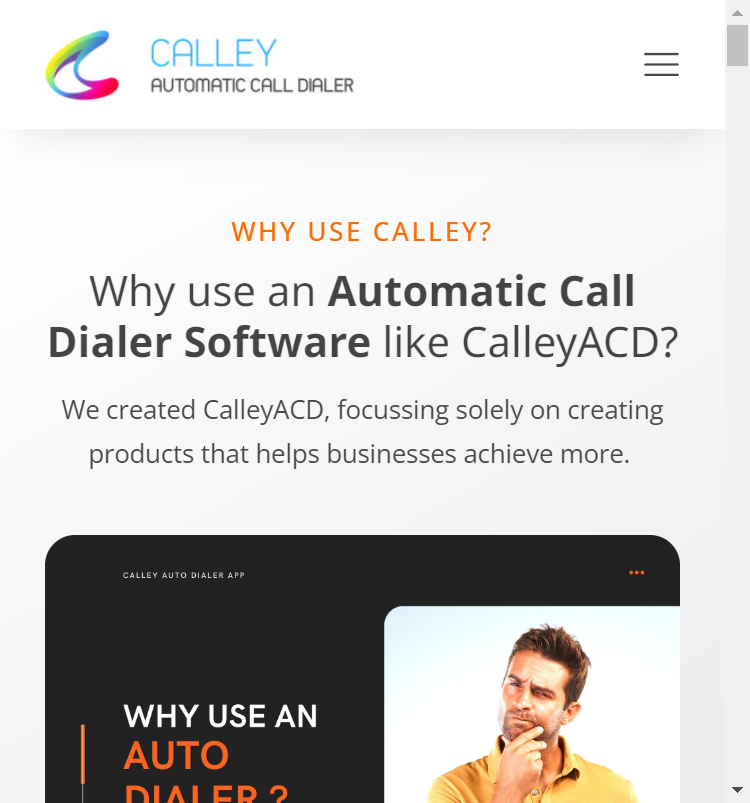 CALLEY
AUTOMATIC CALL DIALER
WHY USE CALLEY?
Why use an Automatic Call
Dialer Software like CalleyACD?
We created CalleyACD, focussing solely on creating
products that helps businesses achieve more.
CALLEY AUTO DIALER APP
WHY USE AN
AUTO
DIALER ?